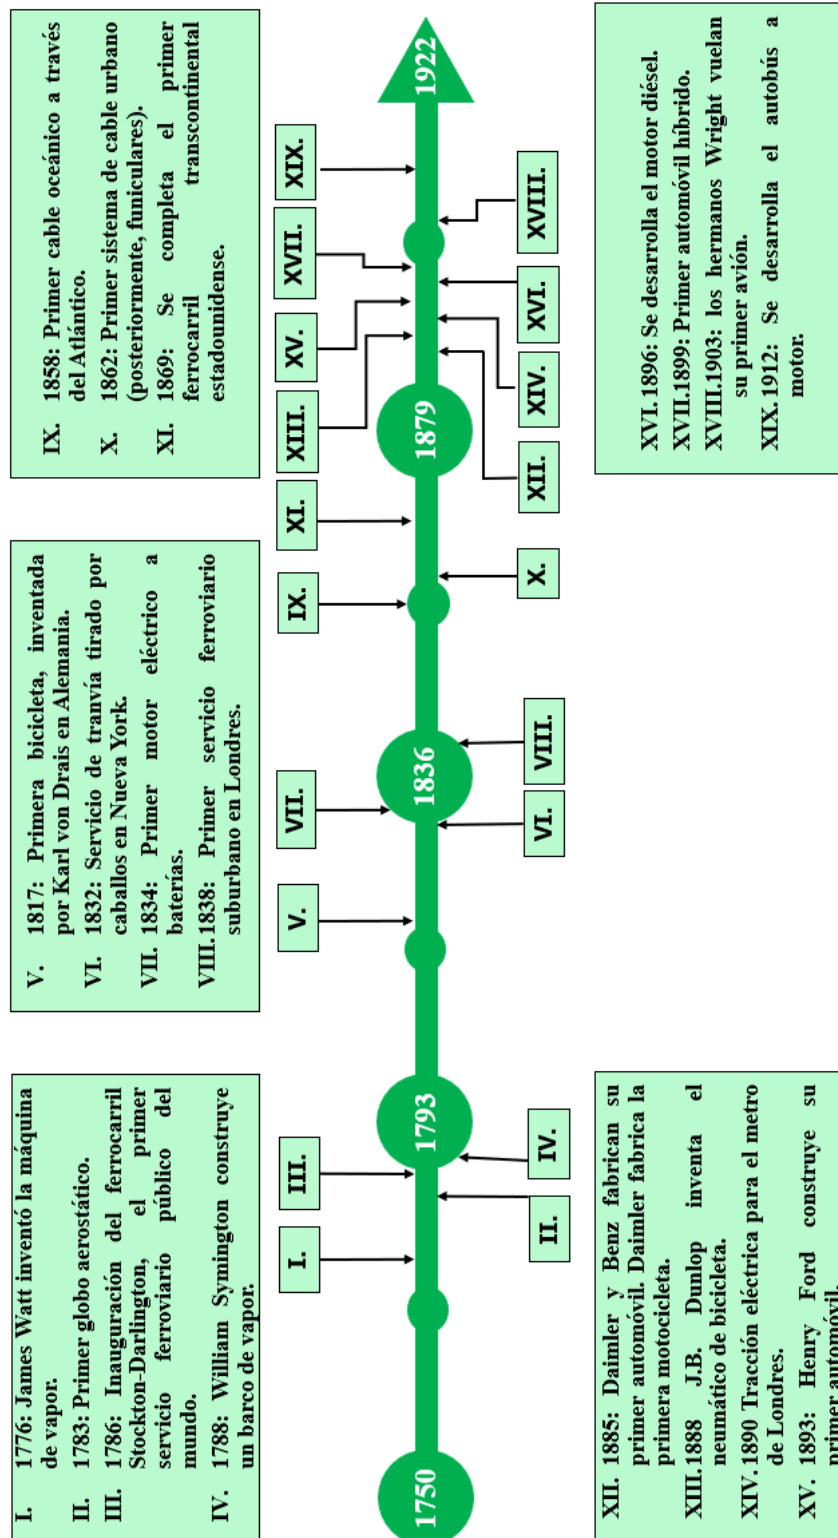 I. 1776: James Watt inventó la máquina
de vapor.
II. 1783: Primer globo aerostático.
III. 1786: Inauguración del ferrocarril
Stockton-Darlington, el primer
servicio ferroviario público del
mundo.
IV. 1788: William Symington construye
un barco de vapor.
V. 1817: Primera bicicleta, inventada
por Karl von Drais en Alemania.
VI. 1832: Servicio de tranvía tirado por
caballos en Nueva York.
VII. 1834: Primer motor eléctrico a
baterías.
VIII. 1838: Primer servicio ferroviario
suburbano en Londres.
IX. 1858: Primer cable oceánico a través
del Atlántico.
X. 1862: Primer sistema de cable urbano
(posteriormente, funiculares).
XI. 1869: Se completa el primer
ferrocarril transcontinental
estadounidense.
I.
III.
V.
VII.
IX.
XI.
XIII.
XV.
XVII.
XIX.
1750
1793
1836
1879
1922
II.
IV.
VI.
VIII.
X.
XII.
XIV.
XVI.
XVIII.
XII. 1885: Daimler y Benz fabrican su
primer automóvil. Daimler fabrica la
primera motocicleta.
XIII. 1888 J.B. Dunlop inventa el
neumático de bicicleta.
XIV. 1890 Tracción eléctrica para el metro
de Londres.
XV. 1893: Henry Ford construye su
primer automóvil.
XVI. 1896: Se desarrolla el motor diésel.
XVII. 1899: Primer automóvil híbrido.
XVIII. 1903: los hermanos Wright vuelan
su primer avión.
XIX. 1912: Se desarrolla el autobús a
motor.